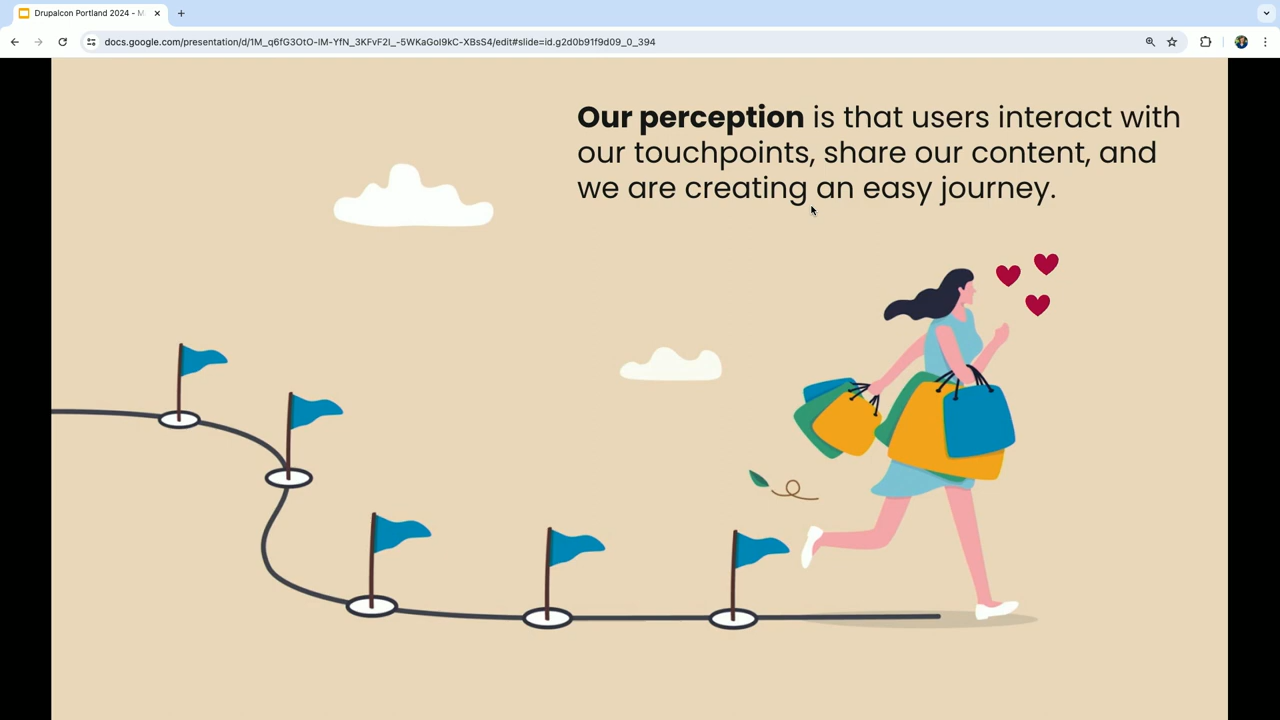 Drupalcon Portland 2024 - M
docs.google.com/presentation/d/1M_q6fG3OtO-IM-YfN_3KFvF2I_-5WKaGoI9kC-XBsS4/edit#slide=id.g2d0b91f9d09_0_394
Our perception is that users interact with
our touchpoints, share our content, and
we are creating an easy journey.